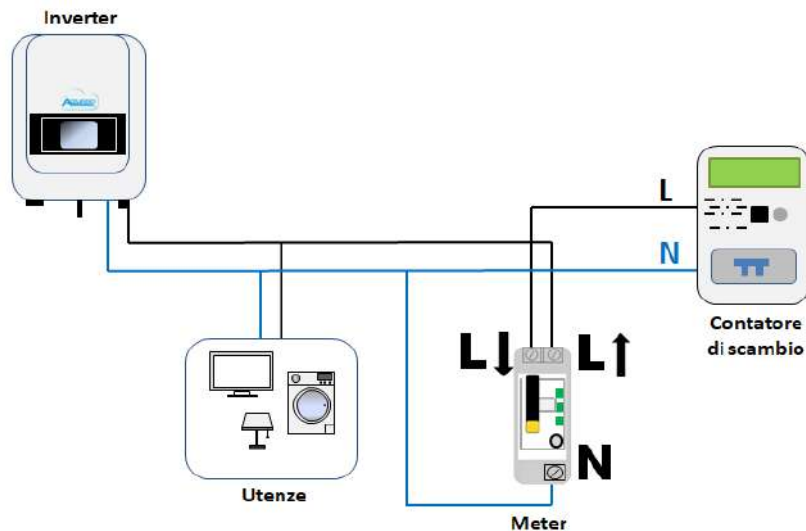 Inverter
L
N
Contatore
di scambio
L
L
N
Utenze
Meter